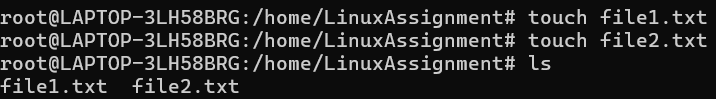 root@LAPTOP-3LH58BRG:/home/LinuxAssignment# touch file1.txt
root@LAPTOP-3LH58BRG:/home/LinuxAssignment# touch file2.txt
root@LAPTOP-3LH58BRG:/home/LinuxAssignment# ls
file1.txt  file2.txt